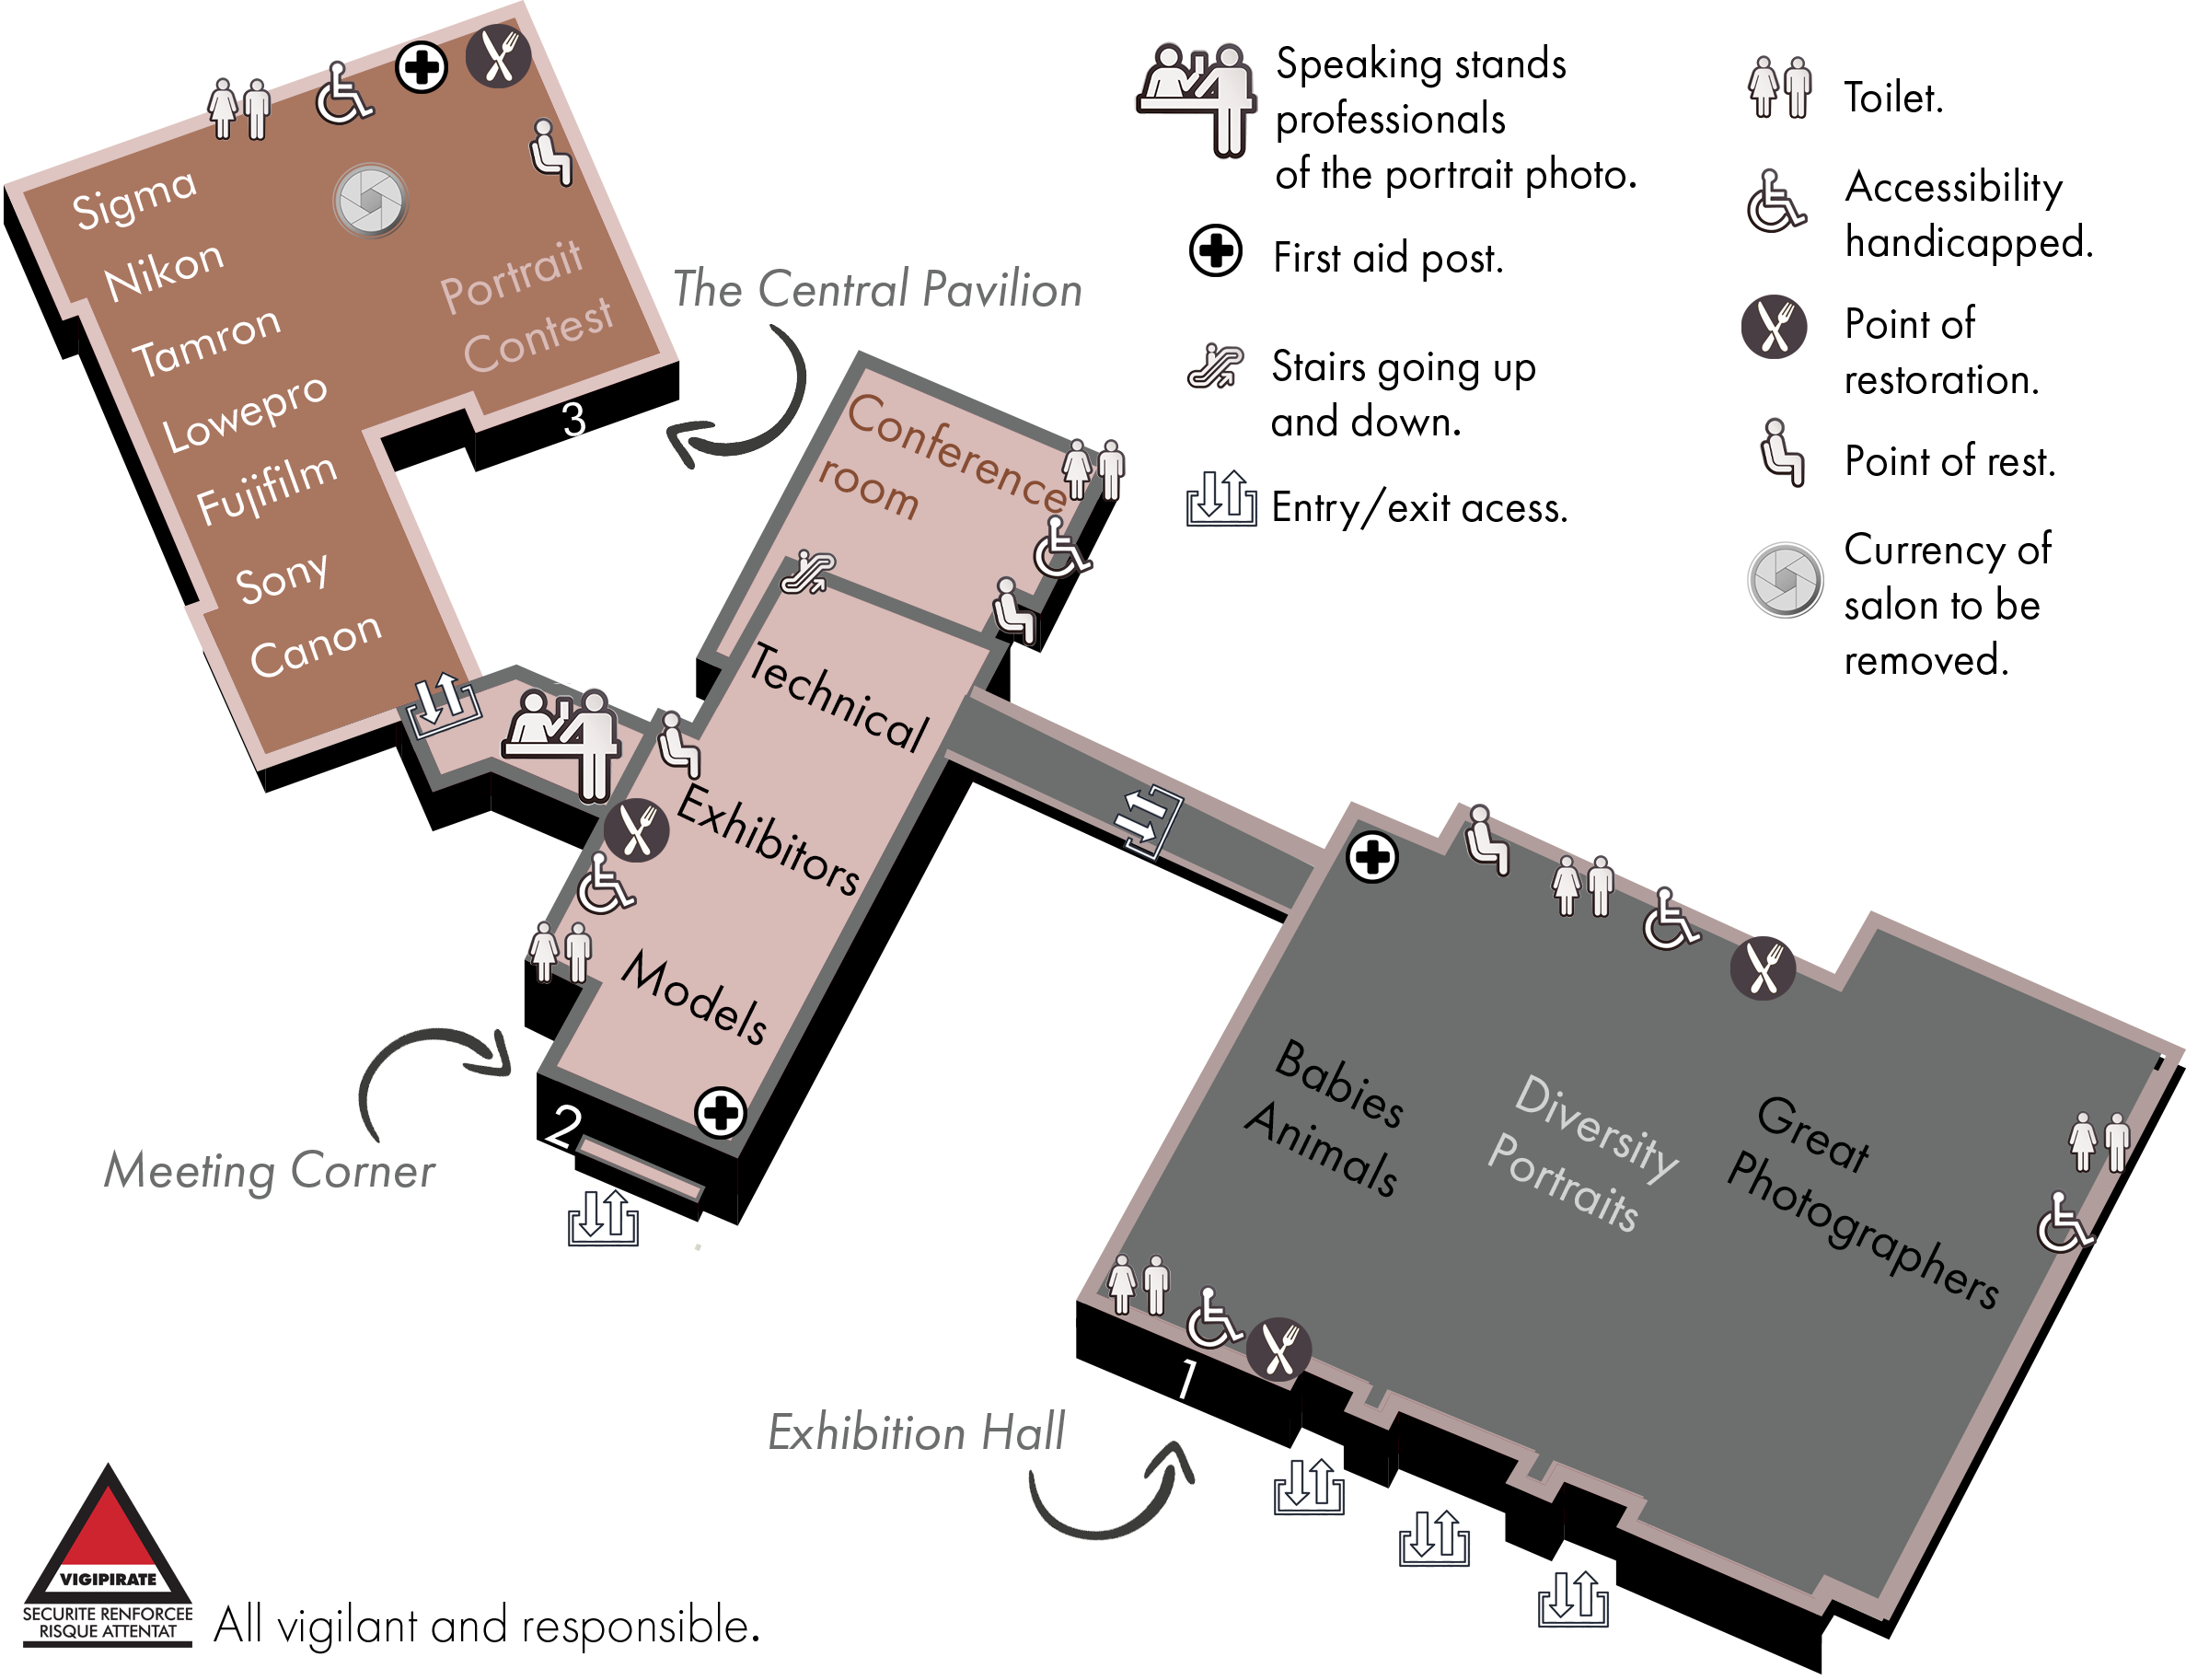 Sigma
Nikon
Tamron
Lowepro
Fujifilm
Sony
Canon
Portrait
Contest
3
The Central Pavilion
Conference
room
Technical
Exhibitors
Models
2
Meeting Corner
Speaking stands
professionals
of the portrait photo.
First aid post.
Stairs going up
and down.
Entry/exit acess.
Toilet.
Accessibility
handicapped.
Point of
restoration.
Point of rest.
Currency of
salon to be
removed.
Babies
Animals
Diversity
Portraits
Great
Photographers
1
Exhibition Hall
VIGIPIRATE
SECURITE RENFORCEE
RISQUE ATTENTAT
All vigilant and responsible.